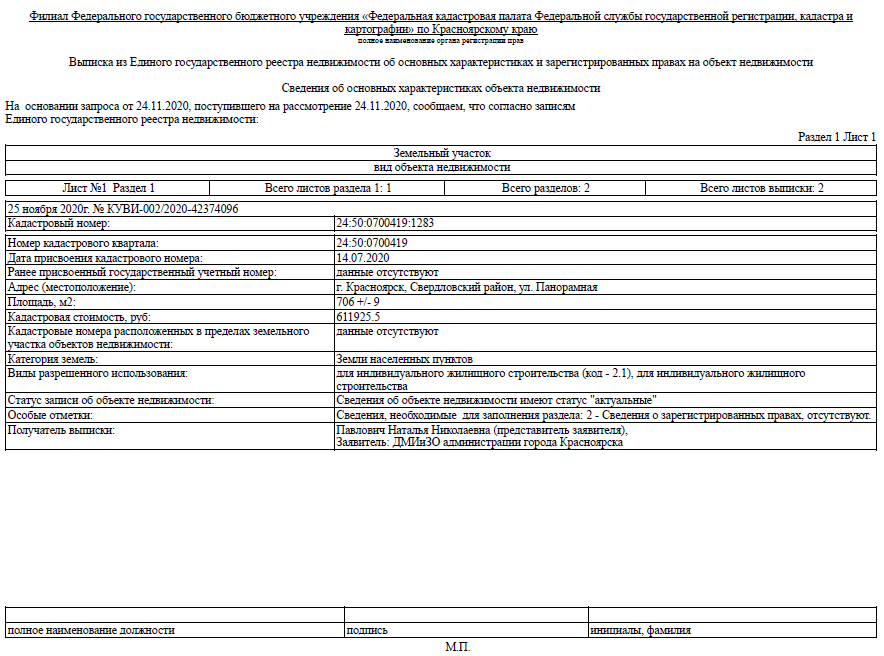 Филиал Федерального государственного бюджетного учреждения «Федеральная кадастровая палата Федеральной службы государственной регистрации, кадастра и
картографии» по Красноярскому краю
полное наименование органа регистрации прав
Выписка из Единого государственного реестра недвижимости об основных характеристиках и зарегистрированных правах на объект недвижимости
Сведения об основных характеристиках объекта недвижимости
На основании запроса от 24.11.2020, поступившего на рассмотрение 24.11.2020, сообщаем, что согласно записям
Единого государственного реестра недвижимости:
Раздел 1 Лист 1
Земельный участок
вид объекта недвижимости
Лист №1 Раздел 1 Всего листов раздела 1: 1 Всего разделов: 2 Всего листов выписки: 2
25 ноября 2020г. № КУВИ-002/2020-42374096
Кадастровый номер: 24:50:0700419:1283
Номер кадастрового квартала: 24:50:0700419
Дата присвоения кадастрового номера: 14.07.2020
Ранее присвоенный государственный учетный номер: данные отсутствуют
Адрес (местоположение): г. Красноярск, Свердловский район, ул. Панорамная
Площадь, м2: 706 +/- 9
Кадастровая стоимость, руб: 611925.5
Кадастровые номера расположенных в пределах земельного данные отсутствуют
участка объектов недвижимости:
Категория земель: Земли населенных пунктов
Виды разрешенного использования: для индивидуального жилищного строительства (код - 2.1), для индивидуального жилищного
строительства
Статус записи об объекте недвижимости: Сведения об объекте недвижимости имеют статус "актуальные"
Особые отметки: Сведения, необходимые для заполнения раздела: 2 - Сведения о зарегистрированных правах, отсутствуют.
Получатель выписки: Павлович Наталья Николаевна (представитель заявителя),
Заявитель: ДМИиЗО администрации города Красноярска
полное наименование должности подпись инициалы, фамилия
М.П.